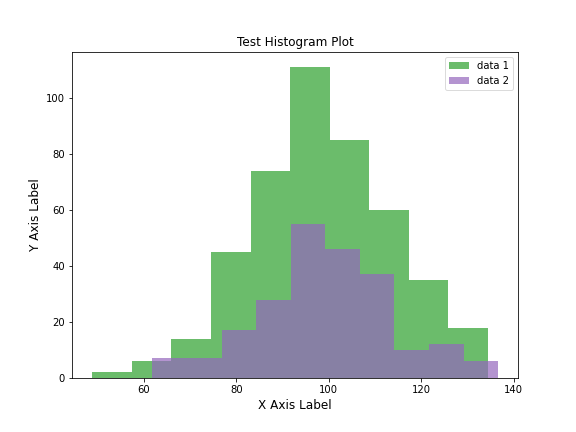 Test Histogram Plot
data 1
data 2
Y Axis Label
100
80
60
40
20
0
60 80 100 120 140
X Axis Label